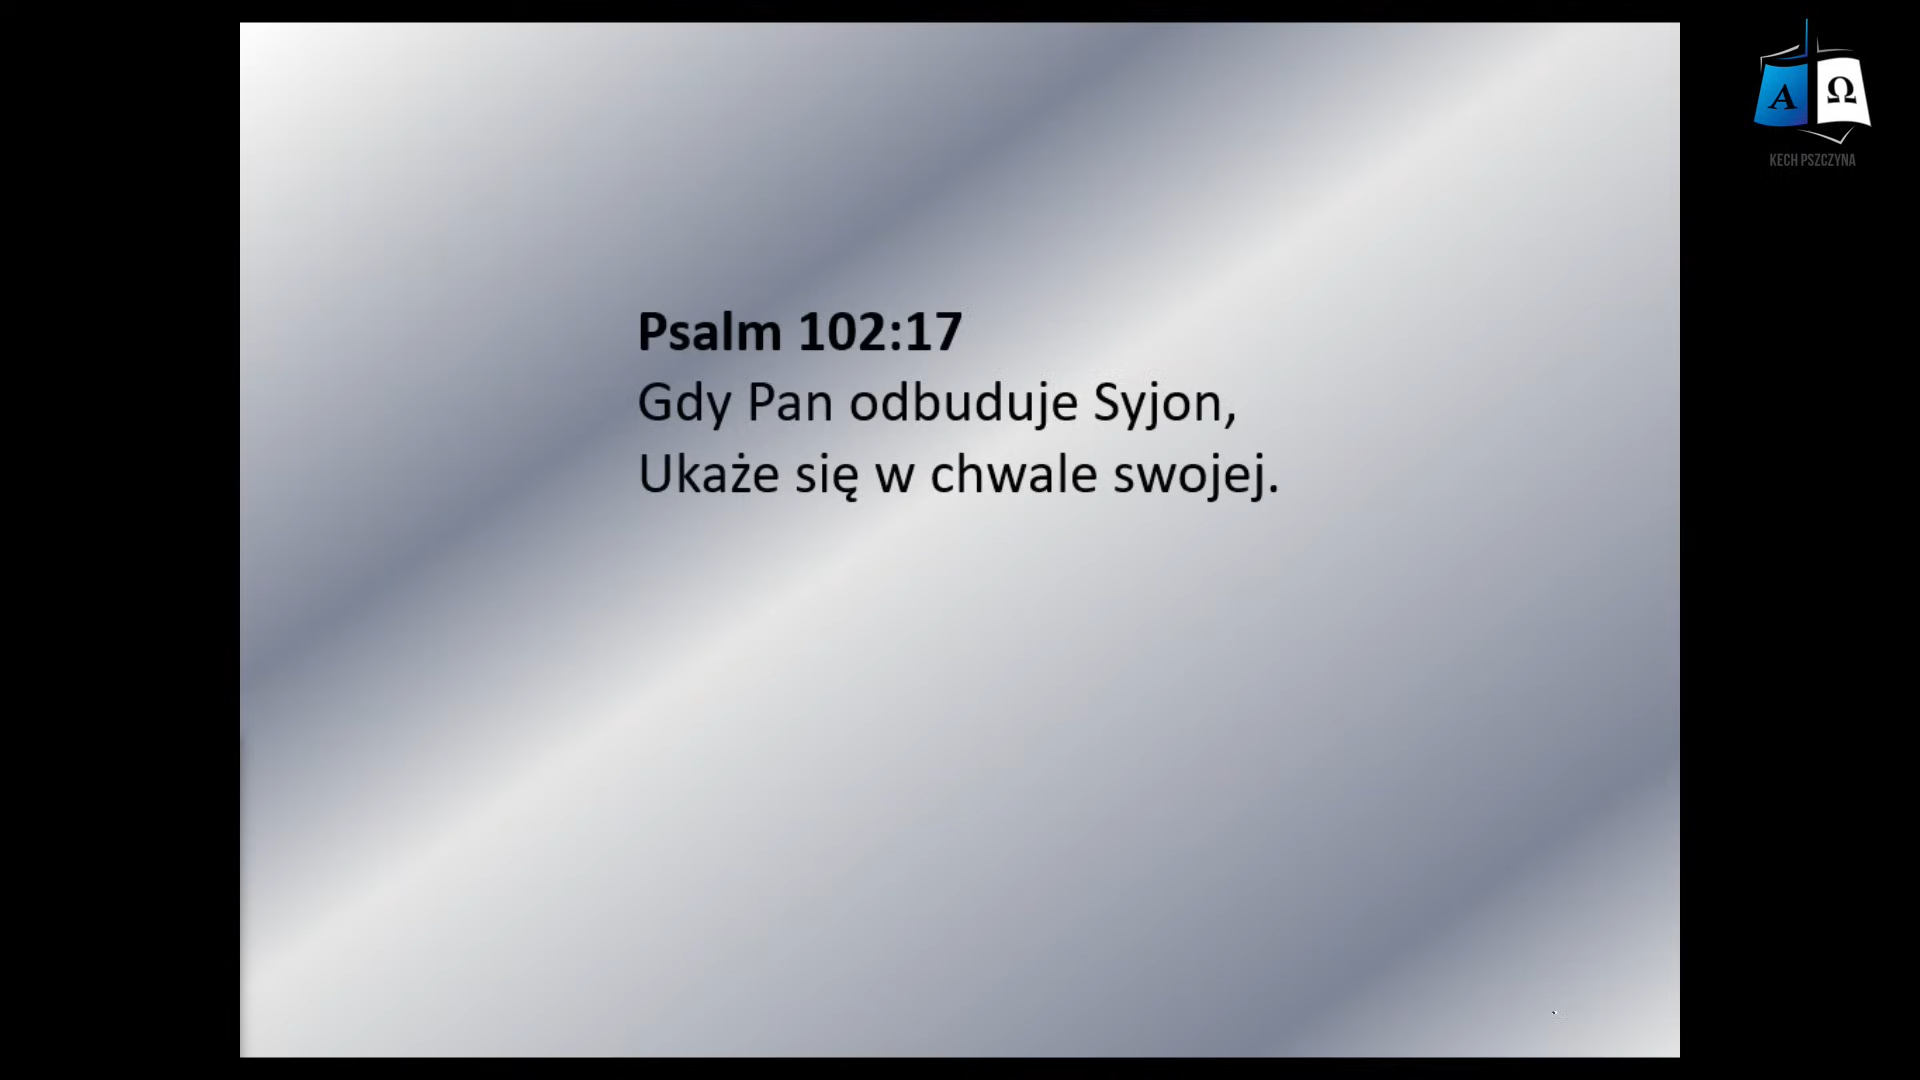 Psalm 102:17
Gdy Pan odbuduje Syjon,
Ukaże się w chwale swojej.
A Ω
KECH PSZCZYNA